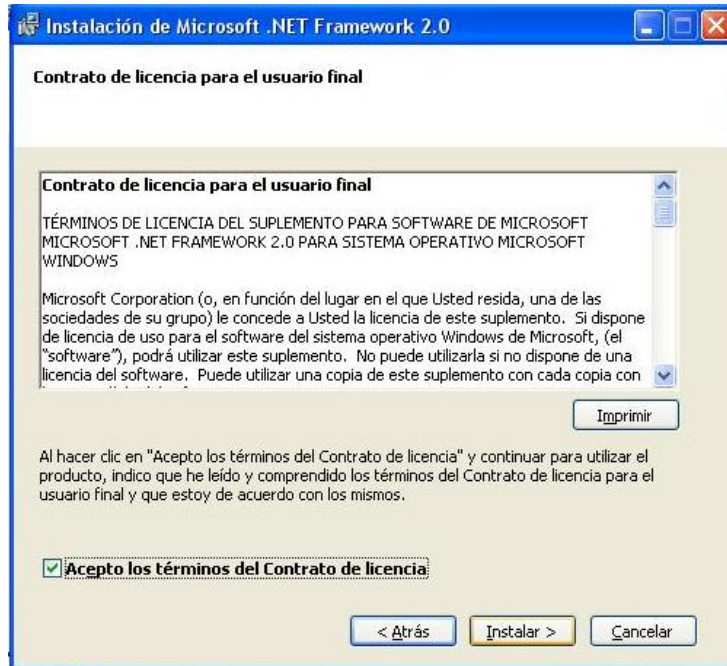 Instalación de Microsoft .NET Framework 2.0
Contrato de licencia para el usuario final
Contrato de licencia para el usuario final
TÉRMINOS DE LICENCIA DEL SUPLEMENTO PARA SOFTWARE DE MICROSOFT
MICROSOFT .NET FRAMEWORK 2.0 PARA SISTEMA OPERATIVO MICROSOFT
WINDOWS
Microsoft Corporation (o, en función del lugar en el que Usted resida, una de las
sociedades de su grupo) le concede a Usted la licencia de este suplemento. Si dispone
de licencia de uso para el software del sistema operativo Windows de Microsoft, (el
"software"), podrá utilizar este suplemento. No puede utilizarla si no dispone de una
licencia del software. Puede utilizar una copia de este suplemento con cada copia con
Imprimir
Al hacer clic en "Acepto los términos del Contrato de licencia" y continuar para utilizar el
producto, indico que he leído y comprendido los términos del Contrato de licencia para el
usuario final y que estoy de acuerdo con los mismos.
Acepto los términos del Contrato de licencia
< Atrás
Instalar >
Cancelar